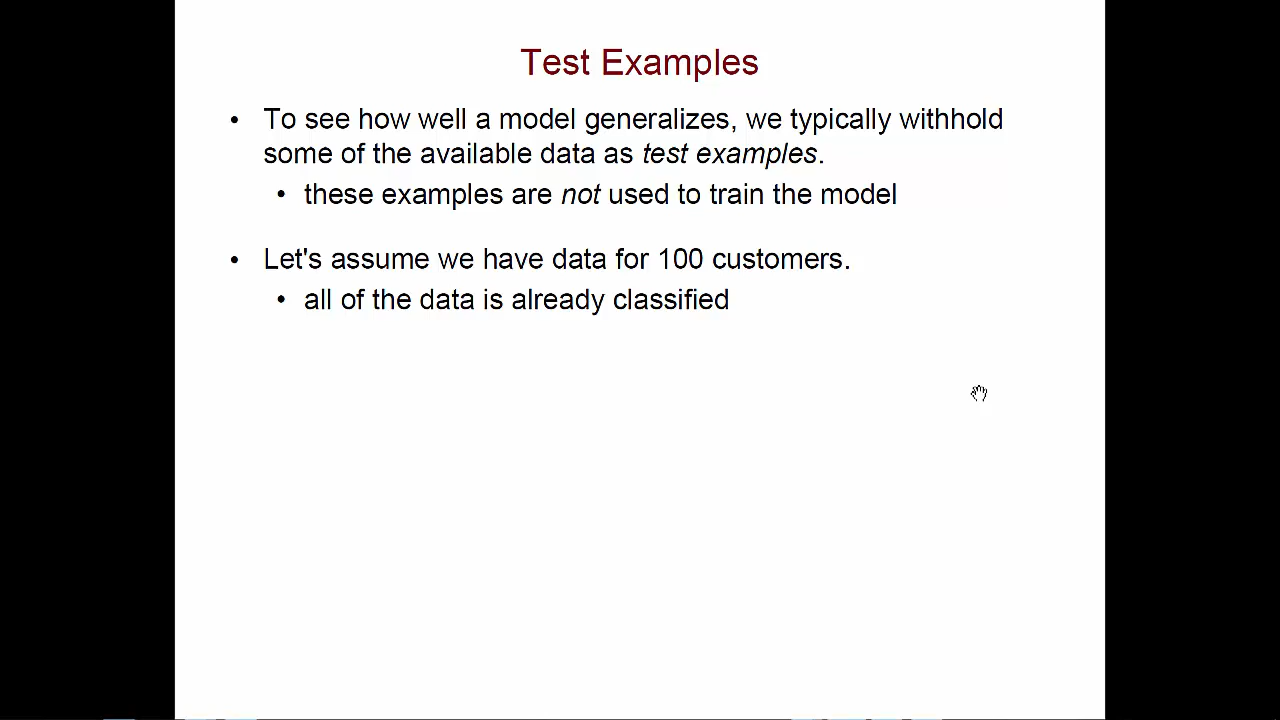 Test Examples
• To see how well a model generalizes, we typically withhold
some of the available data as test examples.
• these examples are not used to train the model
• Let's assume we have data for 100 customers.
• all of the data is already classified